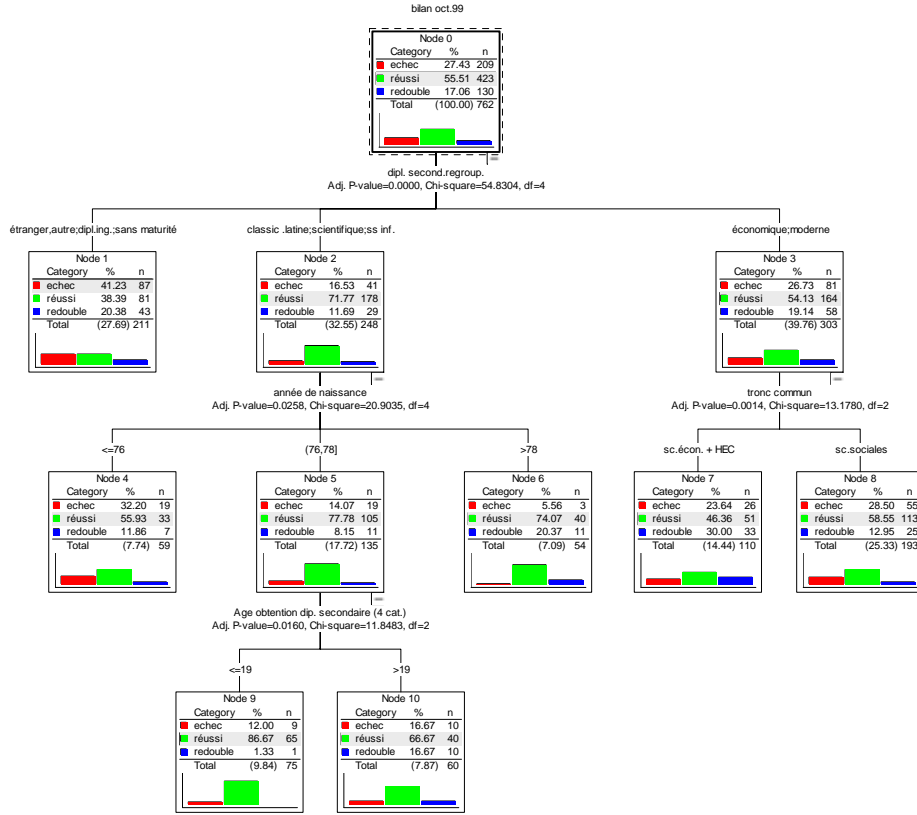 bilan oct.99
Node 0
Category % n
echec 27.43 209
réussi 55.51 423
redouble 17.06 130
Total (100.00) 762
dipl. second.regroup.
Adj. P-value=0.0000, Chi-square=54.8304, df=4
étranger,autre;dipl.ing.;sans maturité
classic .latine;scientifique;ss inf.
économique;moderne
Node 1
Category % n
echec 41.23 87
réussi 38.39 81
redouble 20.38 43
Total (27.69) 211
Node 2
Category % n
echec 16.53 41
réussi 71.77 178
redouble 11.69 29
Total (32.55) 248
Node 3
Category % n
echec 26.73 81
réussi 54.13 164
redouble 19.14 58
Total (39.76) 303
année de naissance
Adj. P-value=0.0258, Chi-square=20.9035, df=4
tronc commun
Adj. P-value=0.0014, Chi-square=13.1780, df=2
<=76
(76,78]
>78
sc.écon. + HEC
sc.sociales
Node 4
Category % n
echec 32.20 19
réussi 55.93 33
redouble 11.86 7
Total (7.74) 59
Node 5
Category % n
echec 14.07 19
réussi 77.78 105
redouble 8.15 11
Total (17.72) 135
Node 6
Category % n
echec 5.56 3
réussi 74.07 40
redouble 20.37 11
Total (7.09) 54
Node 7
Category % n
echec 23.64 26
réussi 46.36 51
redouble 30.00 33
Total (14.44) 110
Node 8
Category % n
echec 28.50 55
réussi 58.55 113
redouble 12.95 25
Total (25.33) 193
Age obtention dip. secondaire (4 cat.)
Adj. P-value=0.0160, Chi-square=11.8483, df=2
<=19
>19
Node 9
Category % n
echec 12.00 9
réussi 86.67 65
redouble 1.33 1
Total (9.84) 75
Node 10
Category % n
echec 16.67 10
réussi 66.67 40
redouble 16.67 10
Total (7.87) 60